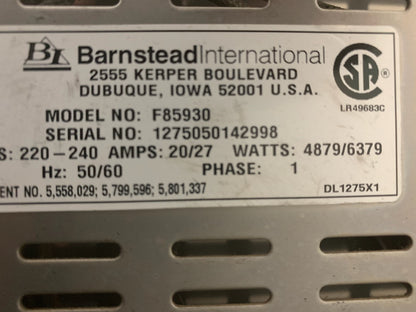 BI BarnsteadInternational
2555 KERPER BOULEVARD
DUBUQUE, IOWA 52001 U.S.A.
LR49683C
MODEL NO: F85930
SERIAL NO: 1275050142998
S: 220-240 AMPS: 20/27 WATTS: 4879/6379
Hz: 50/60 PHASE: 1
ENT NO. 5,558,029; 5,799,596; 5,801,337 DL1275X1